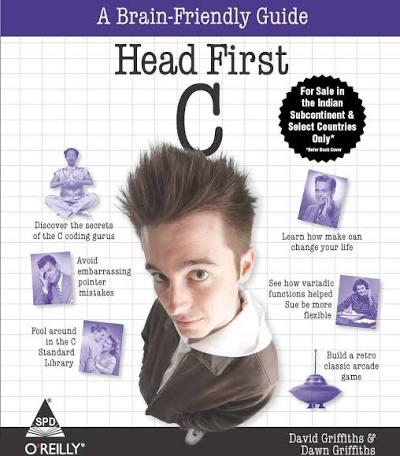 A Brain-Friendly Guide
Head First
C
For Sale in
the Indian
Subcontinent &
Select Countries
Only*
*Refer Back Cover
Discover the secrets
of the C coding gurus
Learn how make can
change your life
Avoid
embarrassing
pointer
mistakes
See how variadic
functions helped
Sue be more
flexible
Fool around
in the C
Standard
Library
Build a retro
classic arcade
game
SPD
O'REILLY®
David Griffiths &
Dawn Griffiths